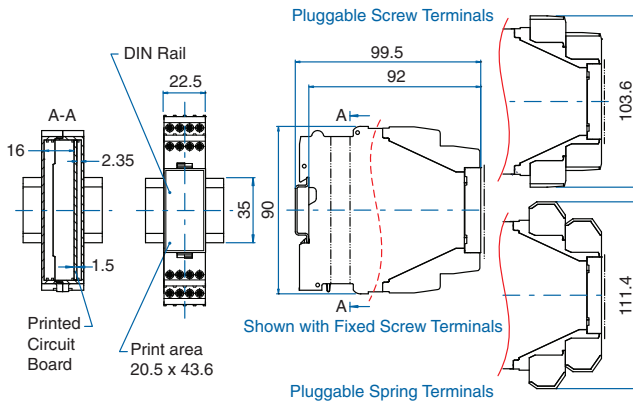 Pluggable Screw Terminals
DIN Rail
99.5
22.5
92
A-A
A
16
2.35
103.6
35
90
1.5
A
111.4
Printed
Circuit
Board
Print area
20.5 x 43.6
Shown with Fixed Screw Terminals
Pluggable Spring Terminals